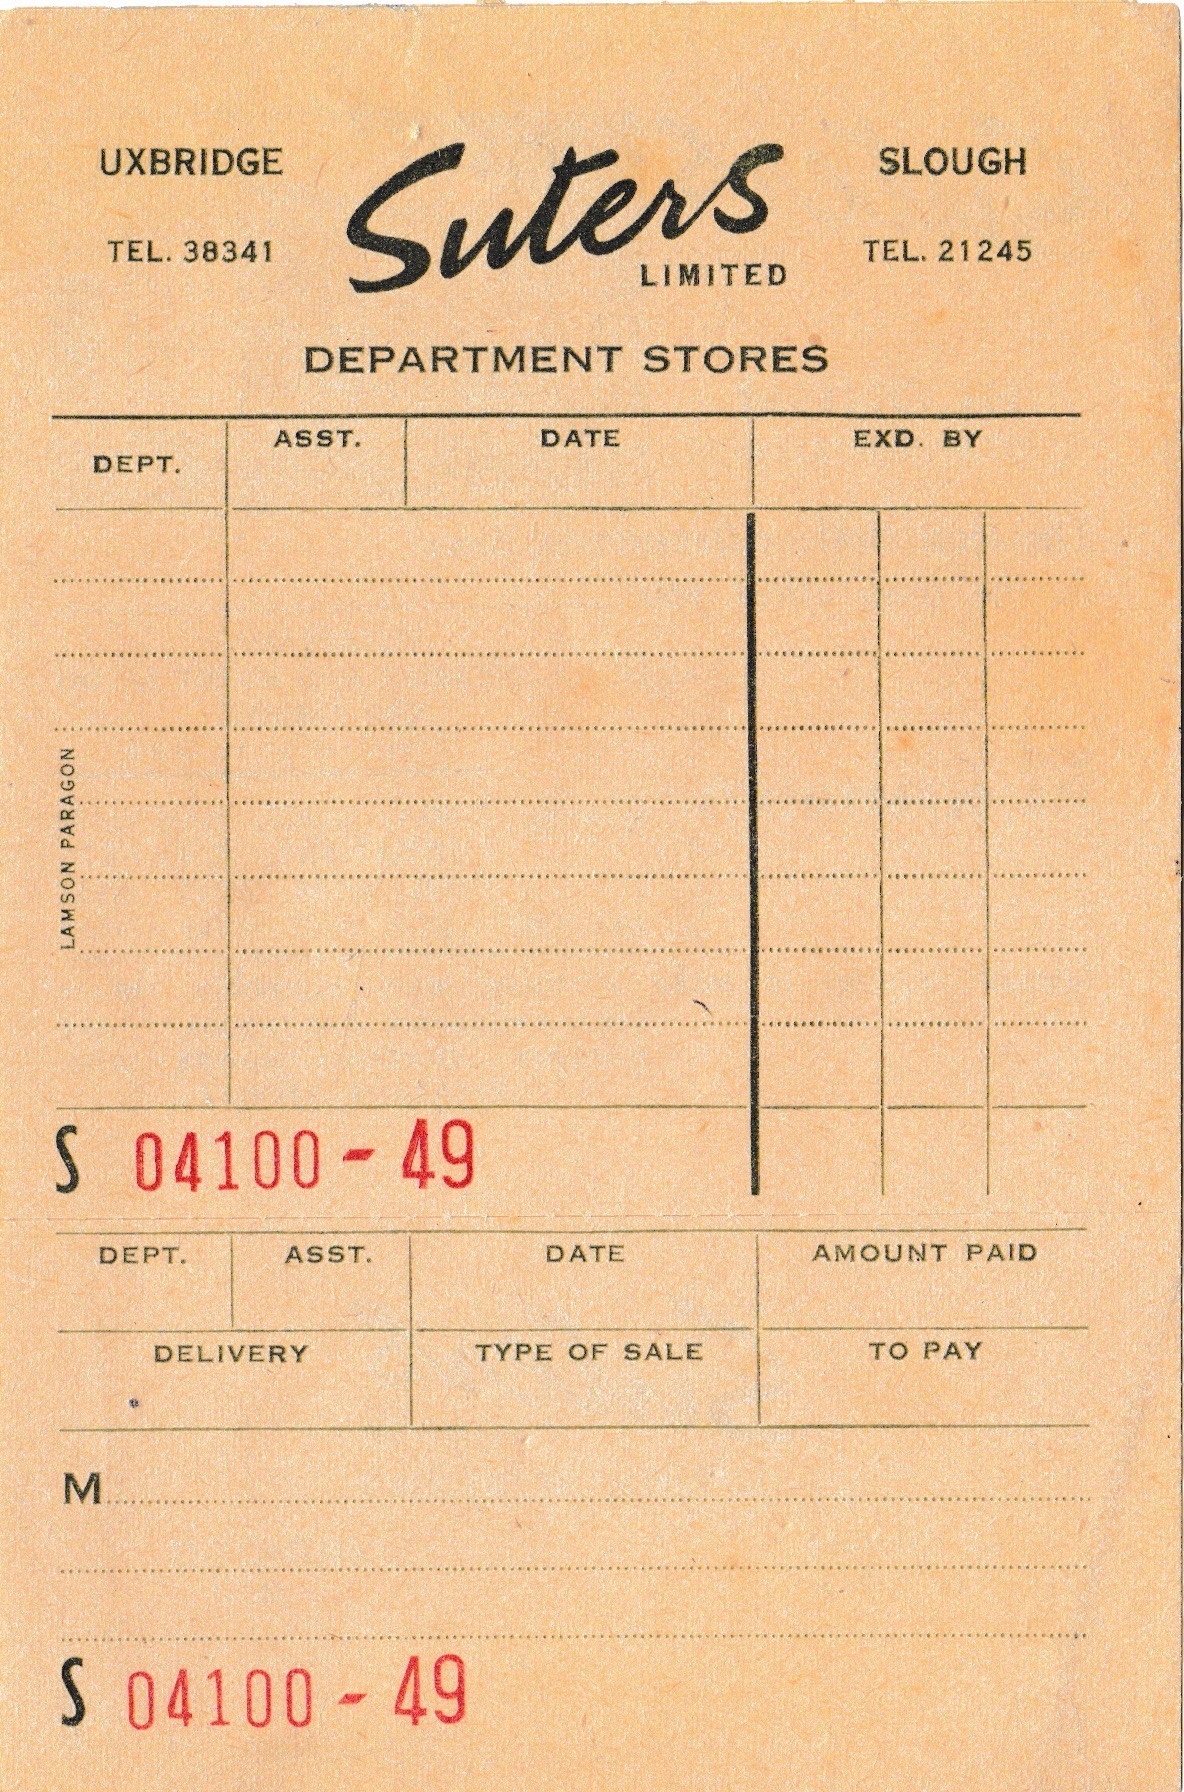 UXBRIDGE Suters SLOUGH
TEL. 38341 LIMITED TEL. 21245
DEPARTMENT STORES
DEPT. ASST. DATE EXD. BY
LAMSON PARAGON
S 04100 - 49
DEPT. ASST. DATE AMOUNT PAID
DELIVERY TYPE OF SALE TO PAY
M
S 04100 - 49